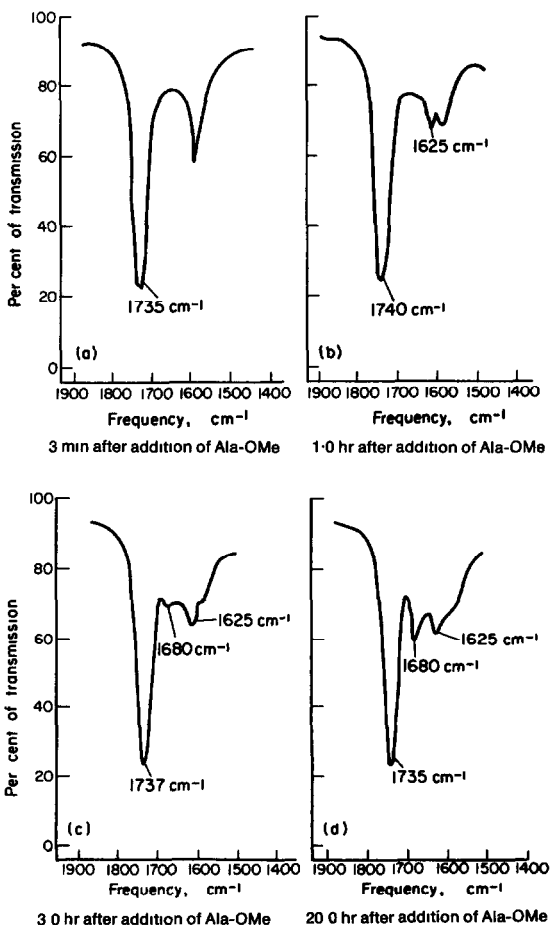 100
80
60
40
20
0
Per cent of transmission
1735 cm-1
(a)
1900 1800 1700 1600 1500 1400
Frequency, cm-1
3 min after addition of Ala-OMe
1625 cm-1
1740 cm-1
(b)
1900 1800 1700 1600 1500 1400
Frequency, cm-1
1·0 hr after addition of Ala-OMe
100
80
60
40
20
0
Per cent of transmission
1625 cm-1
1680 cm-1
1737 cm-1
(c)
1900 1800 1700 1600 1500 1400
Frequency, cm-1
3 0 hr after addition of Ala-OMe
1625 cm-1
1680 cm-1
1735 cm-1
(d)
1900 1800 1700 1600 1500 1400
Frequency. cm-1
20 0 hr after addition of Ala-OMe